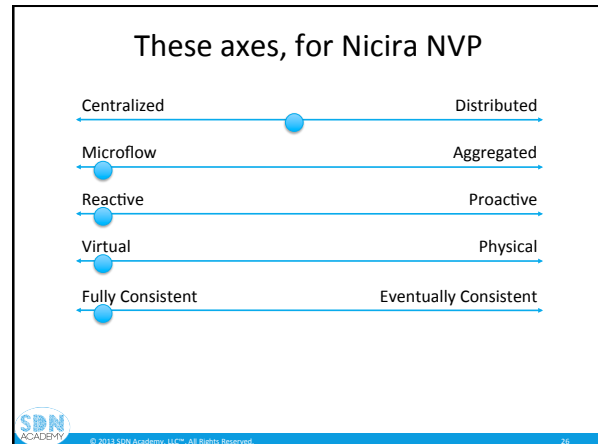 These axes, for Nicira NVP
Centralized Distributed
Microflow Aggregated
Reactive Proactive
Virtual Physical
Fully Consistent Eventually Consistent
SDN
ACADEMY
© 2013 SDN Academy, LLC™. All Rights Reserved. 26